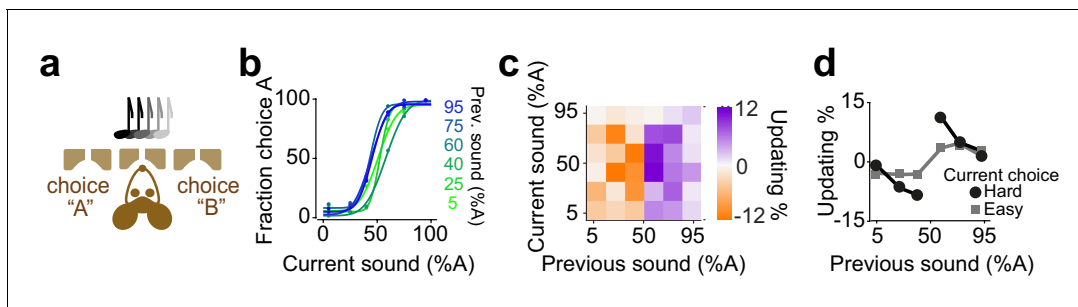 a
choice
"A"
choice
"B"
b
Fraction choice A
100
50
0
0
50
100
Current sound (%A)
95
75
60
40
25
5
Prev. sound (%A)
c
Current sound (%A)
95
50
5
5
50
95
Previous sound (%A)
12
0
-12
Updating %
d
Updating %
15
0
-15
5
50
95
Previous sound (%A)
Current choice
Hard
Easy